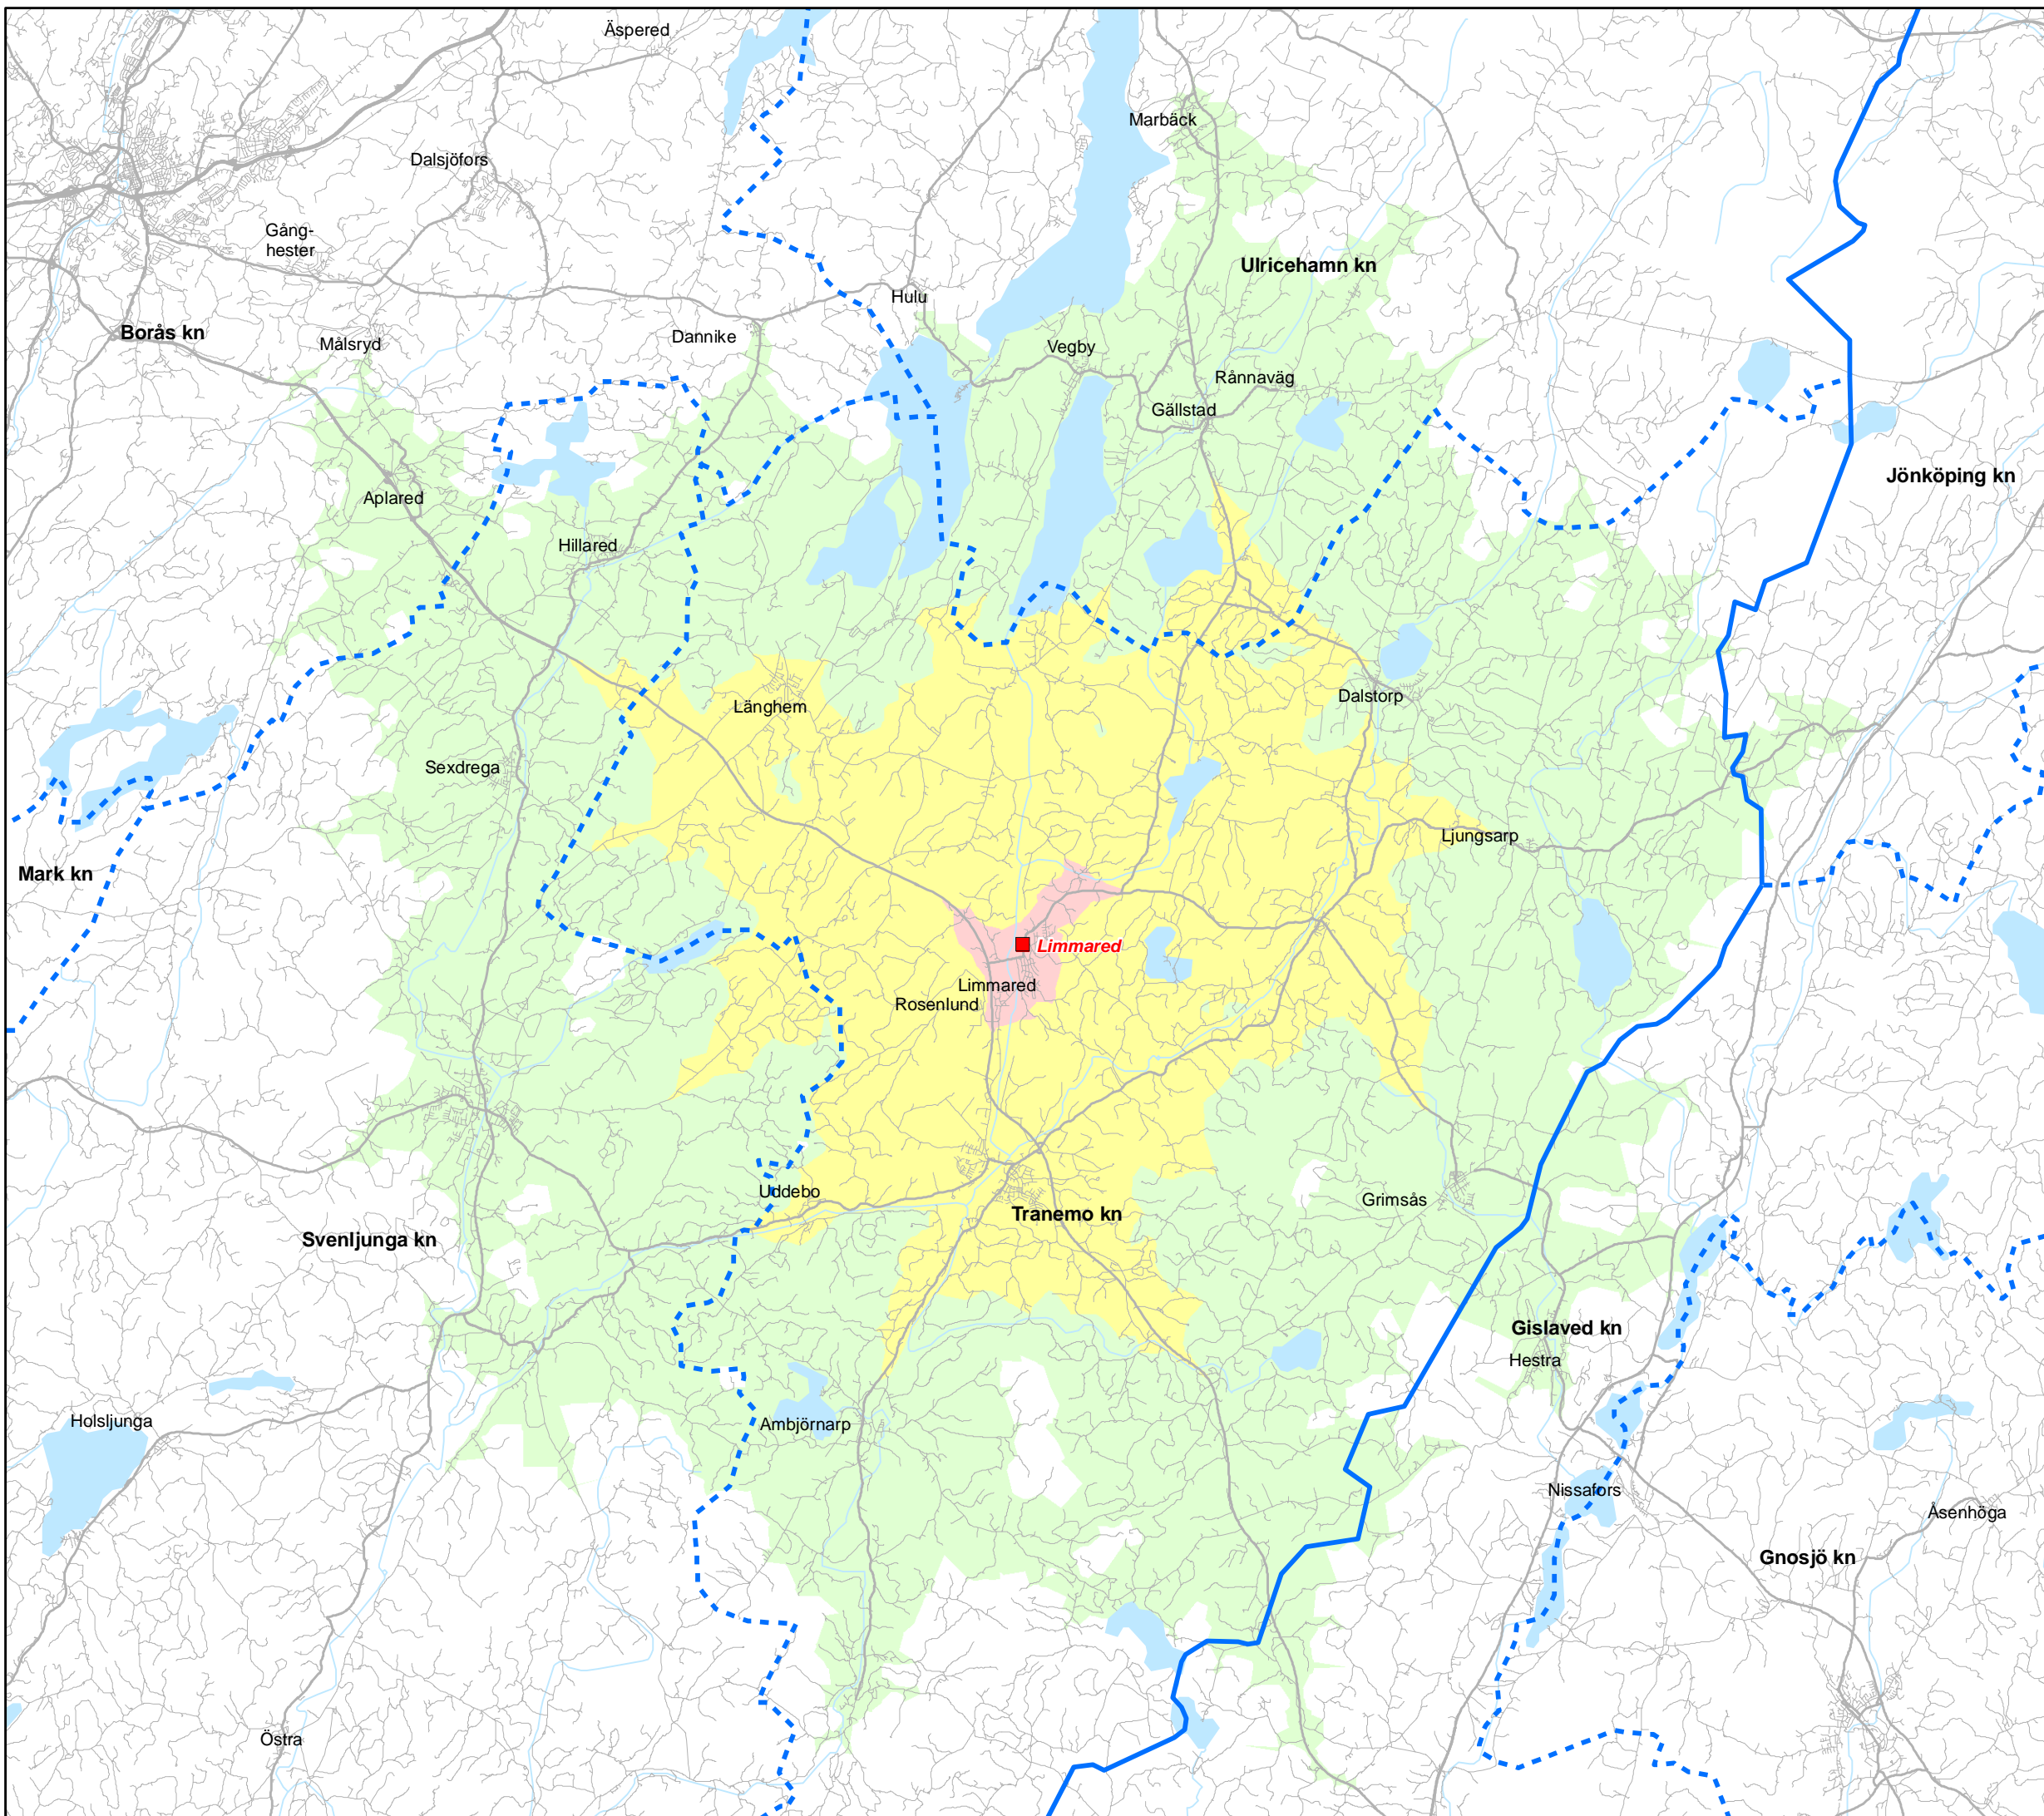 Äspered
Marbäck
Dalsjöfors
Gång-
hester
Ulricehamn kn
Hulu
Borås kn
Målsryd
Dannike
Vegby
Rånnaväg
Gällstad
Jönköping kn
Aplared
Hillared
Dalstorp
Länghem
Sexdrega
Ljungsarp
Mark kn
Limmared
Limmared
Rosenlund
Uddebo
Grimsås
Tranemo kn
Svenljunga kn
Gislaved kn
Hestra
Holsljunga
Ambjörnarp
Nissafors
Åsenhöga
Gnosjö kn
Östra